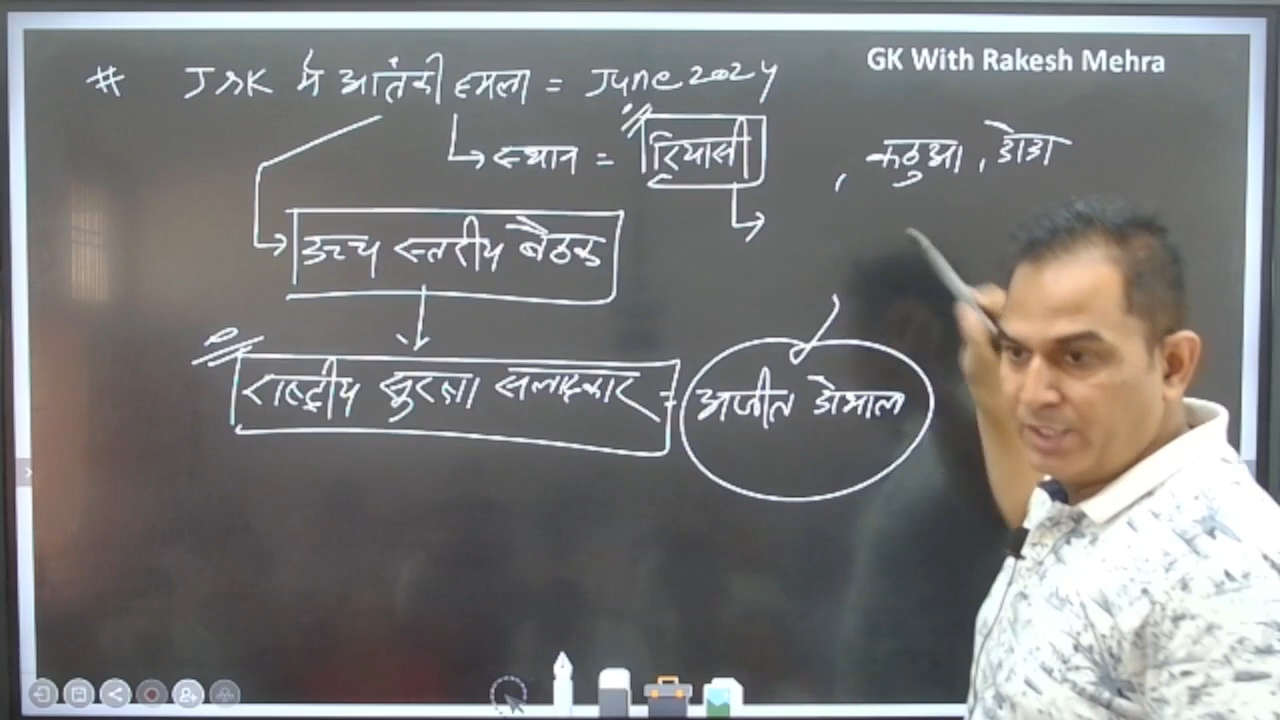 GK With Rakesh Mehra
# J&K में आतंकी हमला = June 2024
स्थान = रियासी , कठुआ , डोडा
उच्च स्तरीय बैठक
राष्ट्रीय सुरक्षा सलाहकार = अजीत डोभाल